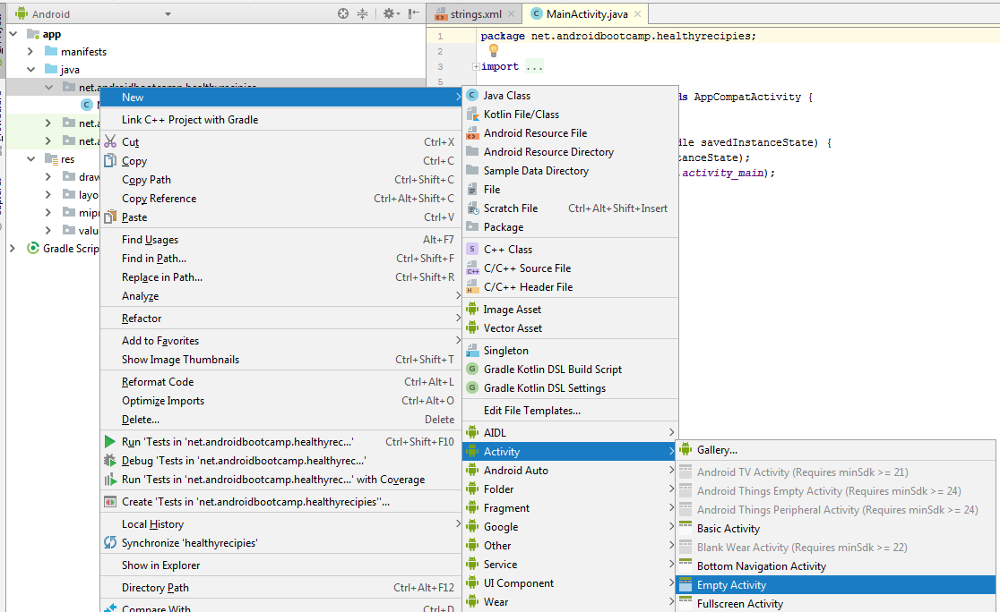 Android
strings.xml
MainActivity.java
app
manifests
java
net.androidbootcamp.healthyrecipies
net.a
net.a
res
draw
layo
mipr
valu
Gradle Scrip
1 package net.androidbootcamp.healthyrecipies;
2
3 import ...
5
ds AppCompatActivity {
dle savedInstanceState) {
tanceState);
.activity_main);
New
Link C++ Project with Gradle
Cut Ctrl+X
Copy Ctrl+C
Copy Path Ctrl+Shift+C
Copy Reference Ctrl+Alt+Shift+C
Paste Ctrl+V
Find Usages Alt+F7
Find in Path... Ctrl+Shift+F
Replace in Path... Ctrl+Shift+R
Analyze
Refactor
Add to Favorites
Show Image Thumbnails Ctrl+Shift+T
Reformat Code Ctrl+Alt+L
Optimize Imports Ctrl+Alt+O
Delete... Delete
Run 'Tests in 'net.androidbootcamp.healthyrec...' Ctrl+Shift+F10
Debug 'Tests in 'net.androidbootcamp.healthyrec...'
Run 'Tests in 'net.androidbootcamp.healthyrec...' with Coverage
Create 'Tests in 'net.androidbootcamp.healthyrecipies''...
Local History
Synchronize 'healthyrecipies'
Show in Explorer
Directory Path Ctrl+Alt+F12
Compare With... Ctrl+D
Java Class
Kotlin File/Class
Android Resource File
Android Resource Directory
Sample Data Directory
File
Scratch File Ctrl+Alt+Shift+Insert
Package
C++ Class
C/C++ Source File
C/C++ Header File
Image Asset
Vector Asset
Singleton
Gradle Kotlin DSL Build Script
Gradle Kotlin DSL Settings
Edit File Templates...
AIDL
Activity
Android Auto
Folder
Fragment
Google
Other
Service
UI Component
Wear
Gallery...
Android TV Activity (Requires minSdk >= 21)
Android Things Empty Activity (Requires minSdk >= 24)
Android Things Peripheral Activity (Requires minSdk >= 24)
Basic Activity
Blank Wear Activity (Requires minSdk >= 22)
Bottom Navigation Activity
Empty Activity
Fullscreen Activity